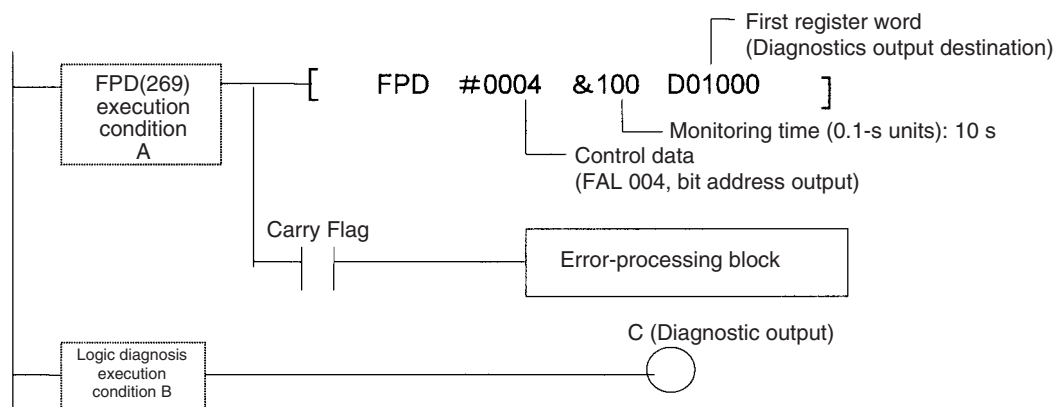 First register word
(Diagnostics output destination)
FPD(269)
execution
condition
A
[ FPD #0004 &100 D01000 ]
Monitoring time (0.1-s units): 10 s
Control data
(FAL 004, bit address output)
Carry Flag
Error-processing block
C (Diagnostic output)
Logic diagnosis
execution
condition B